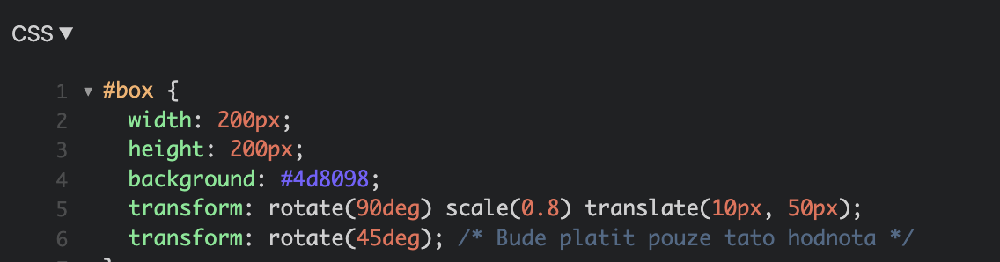 CSS ▼
1 ▼ #box {
2 width: 200px;
3 height: 200px;
4 background: #4d8098;
5 transform: rotate(90deg) scale(0.8) translate(10px, 50px);
6 transform: rotate(45deg); /* Bude platit pouze tato hodnota */